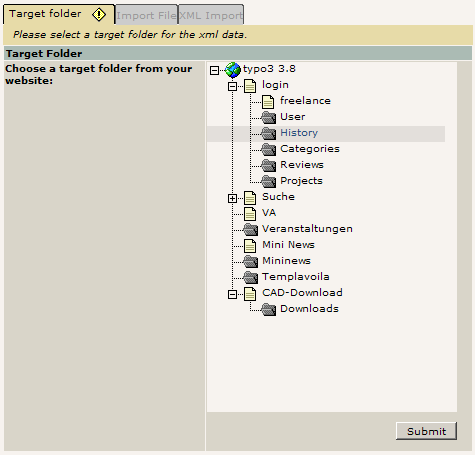 Target folder Import File XML Import
Please select a target folder for the xml data.
Target Folder
Choose a target folder from your
website:
typo3 3.8
login
freelance
User
History
Categories
Reviews
Projects
Suche
VA
Veranstaltungen
Mini News
Mininews
Templavoila
CAD-Download
Downloads
Submit